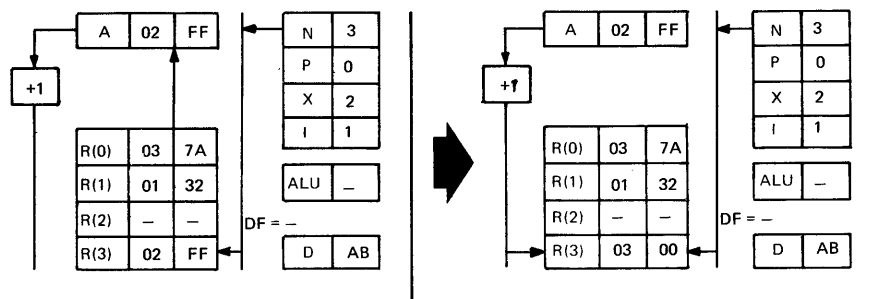 A 02 FF
N 3
+1
P 0
X 2
I 1
R(0) 03 7A
R(1) 01 32
ALU –
R(2) – –
DF = –
R(3) 02 FF
D AB
A 02 FF
N 3
+1
P 0
X 2
I 1
R(0) 03 7A
R(1) 01 32
ALU –
R(2) – –
DF = –
R(3) 03 00
D AB